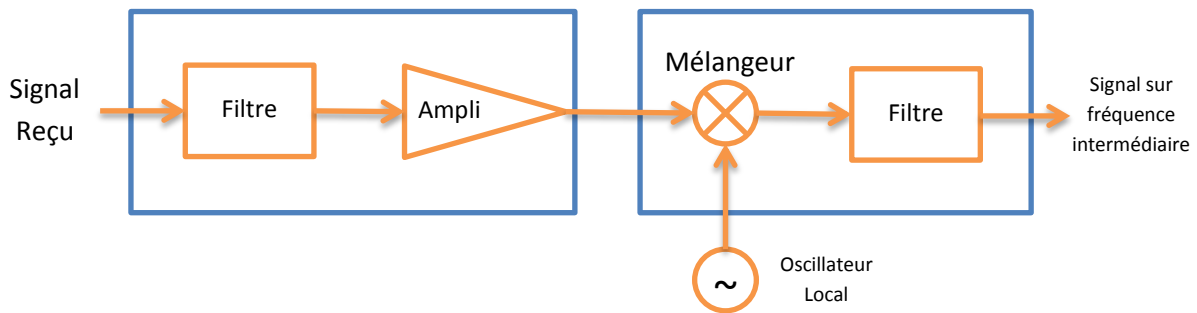 Signal
Reçu
Filtre
Ampli
Mélangeur
Filtre
Signal sur
fréquence
intermédiaire
~
Oscillateur
Local